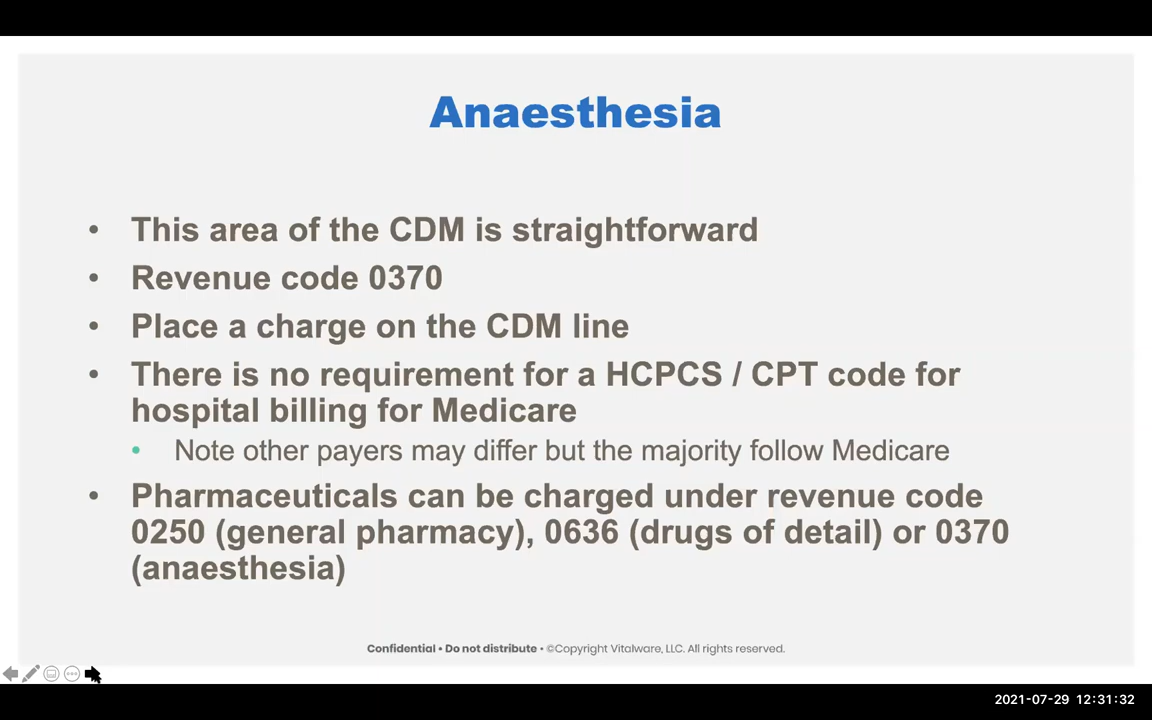 Anaesthesia
• This area of the CDM is straightforward
• Revenue code 0370
• Place a charge on the CDM line
• There is no requirement for a HCPCS / CPT code for
hospital billing for Medicare
• Note other payers may differ but the majority follow Medicare
• Pharmaceuticals can be charged under revenue code
0250 (general pharmacy), 0636 (drugs of detail) or 0370
(anaesthesia)
Confidential • Do not distribute • ©Copyright Vitalware, LLC. All rights reserved.
2021-07-29 12:31:32